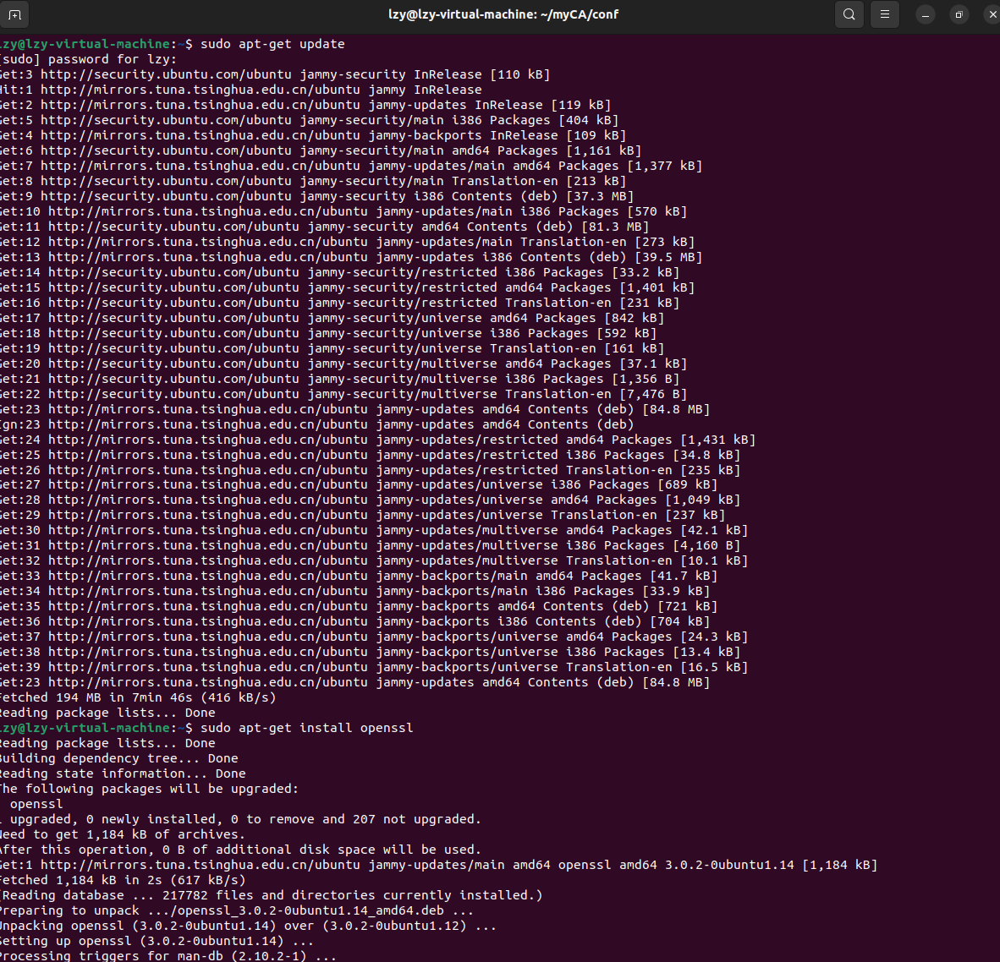 lzy@lzy-virtual-machine: ~/myCA/conf
lzy@lzy-virtual-machine:~$ sudo apt-get update
[sudo] password for lzy:
Get:3 http://security.ubuntu.com/ubuntu jammy-security InRelease [110 kB]
Hit:1 http://mirrors.tuna.tsinghua.edu.cn/ubuntu jammy InRelease
Get:2 http://mirrors.tuna.tsinghua.edu.cn/ubuntu jammy-updates InRelease [119 kB]
Get:5 http://security.ubuntu.com/ubuntu jammy-security/main i386 Packages [404 kB]
Get:4 http://mirrors.tuna.tsinghua.edu.cn/ubuntu jammy-backports InRelease [109 kB]
Get:6 http://security.ubuntu.com/ubuntu jammy-security/main amd64 Packages [1,161 kB]
Get:7 http://mirrors.tuna.tsinghua.edu.cn/ubuntu jammy-updates/main amd64 Packages [1,377 kB]
Get:8 http://security.ubuntu.com/ubuntu jammy-security/main Translation-en [213 kB]
Get:9 http://security.ubuntu.com/ubuntu jammy-security i386 Contents (deb) [37.3 MB]
Get:10 http://mirrors.tuna.tsinghua.edu.cn/ubuntu jammy-updates/main i386 Packages [570 kB]
Get:11 http://security.ubuntu.com/ubuntu jammy-security amd64 Contents (deb) [81.3 MB]
Get:12 http://mirrors.tuna.tsinghua.edu.cn/ubuntu jammy-updates/main Translation-en [273 kB]
Get:13 http://mirrors.tuna.tsinghua.edu.cn/ubuntu jammy-updates i386 Contents (deb) [39.5 MB]
Get:14 http://security.ubuntu.com/ubuntu jammy-security/restricted i386 Packages [33.2 kB]
Get:15 http://security.ubuntu.com/ubuntu jammy-security/restricted amd64 Packages [1,401 kB]
Get:16 http://security.ubuntu.com/ubuntu jammy-security/restricted Translation-en [231 kB]
Get:17 http://security.ubuntu.com/ubuntu jammy-security/universe amd64 Packages [842 kB]
Get:18 http://security.ubuntu.com/ubuntu jammy-security/universe i386 Packages [592 kB]
Get:19 http://security.ubuntu.com/ubuntu jammy-security/universe Translation-en [161 kB]
Get:20 http://security.ubuntu.com/ubuntu jammy-security/multiverse amd64 Packages [37.1 kB]
Get:21 http://security.ubuntu.com/ubuntu jammy-security/multiverse i386 Packages [1,356 B]
Get:22 http://security.ubuntu.com/ubuntu jammy-security/multiverse Translation-en [7,476 B]
Get:23 http://mirrors.tuna.tsinghua.edu.cn/ubuntu jammy-updates amd64 Contents (deb) [84.8 MB]
Ign:23 http://mirrors.tuna.tsinghua.edu.cn/ubuntu jammy-updates amd64 Contents (deb)
Get:24 http://mirrors.tuna.tsinghua.edu.cn/ubuntu jammy-updates/restricted amd64 Packages [1,431 kB]
Get:25 http://mirrors.tuna.tsinghua.edu.cn/ubuntu jammy-updates/restricted i386 Packages [34.8 kB]
Get:26 http://mirrors.tuna.tsinghua.edu.cn/ubuntu jammy-updates/restricted Translation-en [235 kB]
Get:27 http://mirrors.tuna.tsinghua.edu.cn/ubuntu jammy-updates/universe i386 Packages [689 kB]
Get:28 http://mirrors.tuna.tsinghua.edu.cn/ubuntu jammy-updates/universe amd64 Packages [1,049 kB]
Get:29 http://mirrors.tuna.tsinghua.edu.cn/ubuntu jammy-updates/universe Translation-en [237 kB]
Get:30 http://mirrors.tuna.tsinghua.edu.cn/ubuntu jammy-updates/multiverse amd64 Packages [42.1 kB]
Get:31 http://mirrors.tuna.tsinghua.edu.cn/ubuntu jammy-updates/multiverse i386 Packages [4,160 B]
Get:32 http://mirrors.tuna.tsinghua.edu.cn/ubuntu jammy-updates/multiverse Translation-en [10.1 kB]
Get:33 http://mirrors.tuna.tsinghua.edu.cn/ubuntu jammy-backports/main amd64 Packages [41.7 kB]
Get:34 http://mirrors.tuna.tsinghua.edu.cn/ubuntu jammy-backports/main i386 Packages [33.9 kB]
Get:35 http://mirrors.tuna.tsinghua.edu.cn/ubuntu jammy-backports amd64 Contents (deb) [721 kB]
Get:36 http://mirrors.tuna.tsinghua.edu.cn/ubuntu jammy-backports i386 Contents (deb) [704 kB]
Get:37 http://mirrors.tuna.tsinghua.edu.cn/ubuntu jammy-backports/universe amd64 Packages [24.3 kB]
Get:38 http://mirrors.tuna.tsinghua.edu.cn/ubuntu jammy-backports/universe i386 Packages [13.4 kB]
Get:39 http://mirrors.tuna.tsinghua.edu.cn/ubuntu jammy-backports/universe Translation-en [16.5 kB]
Get:23 http://mirrors.tuna.tsinghua.edu.cn/ubuntu jammy-updates amd64 Contents (deb) [84.8 MB]
Fetched 194 MB in 7min 46s (416 kB/s)
Reading package lists... Done
lzy@lzy-virtual-machine:~$ sudo apt-get install openssl
Reading package lists... Done
Building dependency tree... Done
Reading state information... Done
The following packages will be upgraded:
openssl
1 upgraded, 0 newly installed, 0 to remove and 207 not upgraded.
Need to get 1,184 kB of archives.
After this operation, 0 B of additional disk space will be used.
Get:1 http://mirrors.tuna.tsinghua.edu.cn/ubuntu jammy-updates/main amd64 openssl amd64 3.0.2-0ubuntu1.14 [1,184 kB]
Fetched 1,184 kB in 2s (617 kB/s)
(Reading database ... 217782 files and directories currently installed.)
Preparing to unpack .../openssl_3.0.2-0ubuntu1.14_amd64.deb ...
Unpacking openssl (3.0.2-0ubuntu1.14) over (3.0.2-0ubuntu1.12) ...
Setting up openssl (3.0.2-0ubuntu1.14) ...
Processing triggers for man-db (2.10.2-1) ...